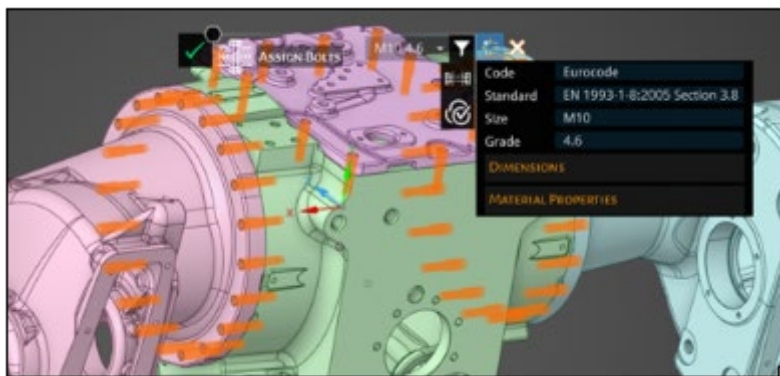 ASSIGN BOLTS
M10 4.6
Code Eurocode
Standard EN 1993-1-8:2005 Section 3.8
Size M10
Grade 4.6
DIMENSIONS
MATERIAL PROPERTIES
X